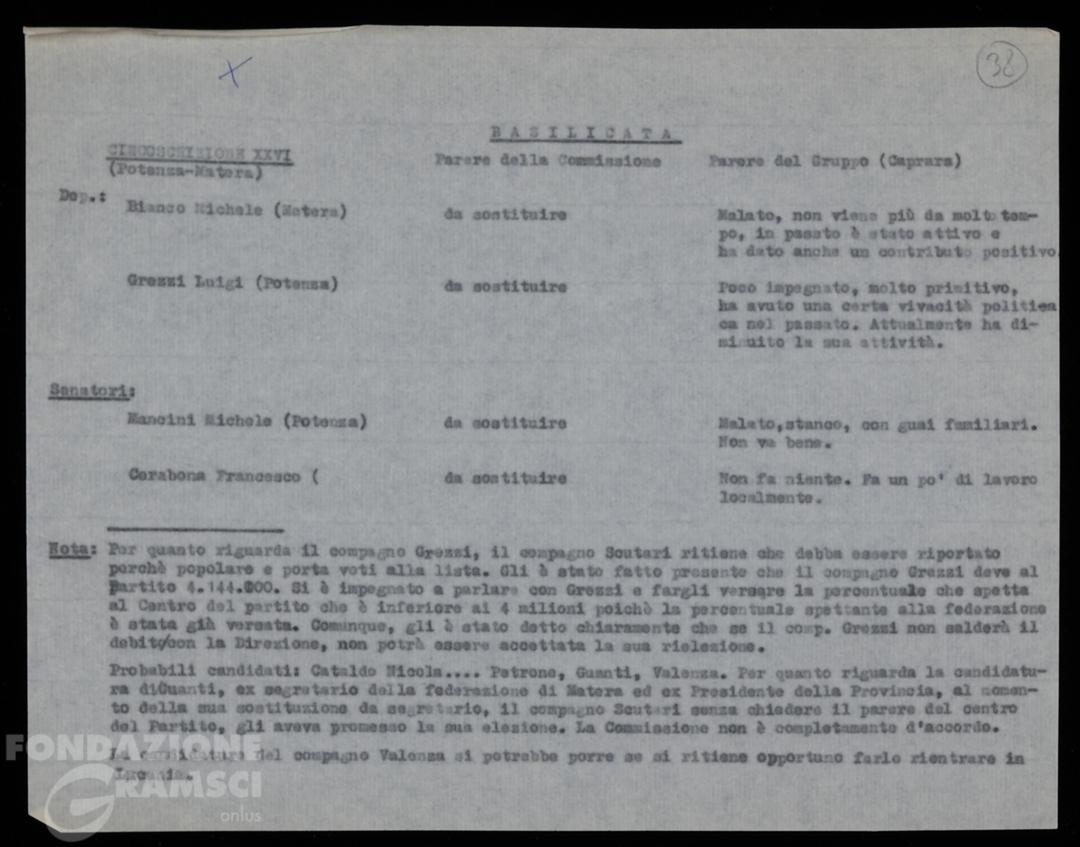 38
BASILICATA
CIRCOSCRIZIONE XXVI Parere della Commissione Parere del Gruppo (Caprara)
(Potenza-Matera)
Dep.:
Bianco Michele (Matera) da sostituire Malato, non viene più da molto tem-
po, in passato è stato attivo e
ha dato anche un contributo positivo.
Grezzi Luigi (Potenza) da sostituire Poco impegnato, molto primitivo,
ha avuto una certa vivacità politica
ca nel passato. Attualmente ha di-
minuito la sua attività.
Senatori:
Mancini Michele (Potenza) da sostituire Malato,stanco, con guai familiari.
Non va bene.
Cerabona Francesco ( da sostituire Non fa niente. Fa un po' di lavoro
localmente.
Nota: Per quanto riguarda il compagno Grezzi, il compagno Scutari ritiene che debba essere riportato
perchè popolare e porta voti alla lista. Gli è stato fatto presente che il compagno Grezzi deve al
Partito 4.144.000. Si è impegnato a parlare con Grezzi e fargli versare la percentuale che spetta
al Centro del partito che è inferiore ai 4 milioni poichè la percentuale spettante alla federazione
è stata già versata. Comunque, gli è stato detto chiaramente che se il comp. Grezzi non salderà il
debito/con la Direzione, non potrà essere accettata la sua rielezione.
Probabili candidati: Cataldo Nicola.... Petrone, Guanti, Valenza. Per quanto riguarda la candidatu-
ra diGuanti, ex segretario della federazione di Matera ed ex Presidente della Provincia, al momen-
to della sua sostituzione da segretario, il compagno Scutari senza chiedere il parere del centro
del Partito, gli aveva promesso la sua elezione. La Commissione non è completamente d'accordo.
La candidatura del compagno Valenza si potrebbe porre se si ritiene opportuno farlo rientrare in
Lucania.
FONDAZIONE
GRAMSCI
onlus